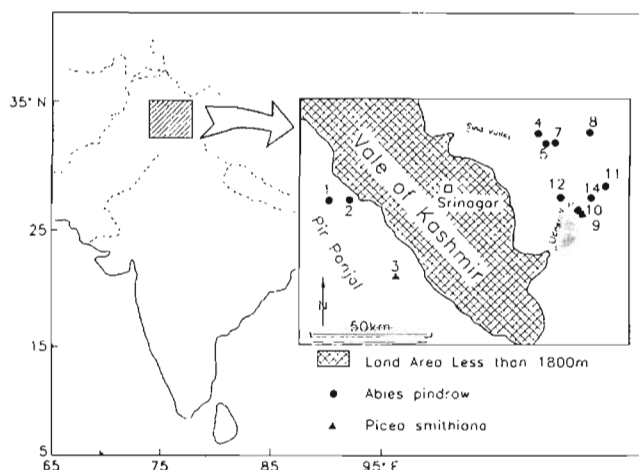 35° N
25
15
5
65
75
85
95° E
Vale of Kashmir
Srinagar
Pir Panjal
1
2
3
4
5
7
8
11
12
14
10
9
N
50km
Land Area Less than 1800m
Abies pindrow
Picea smithiana